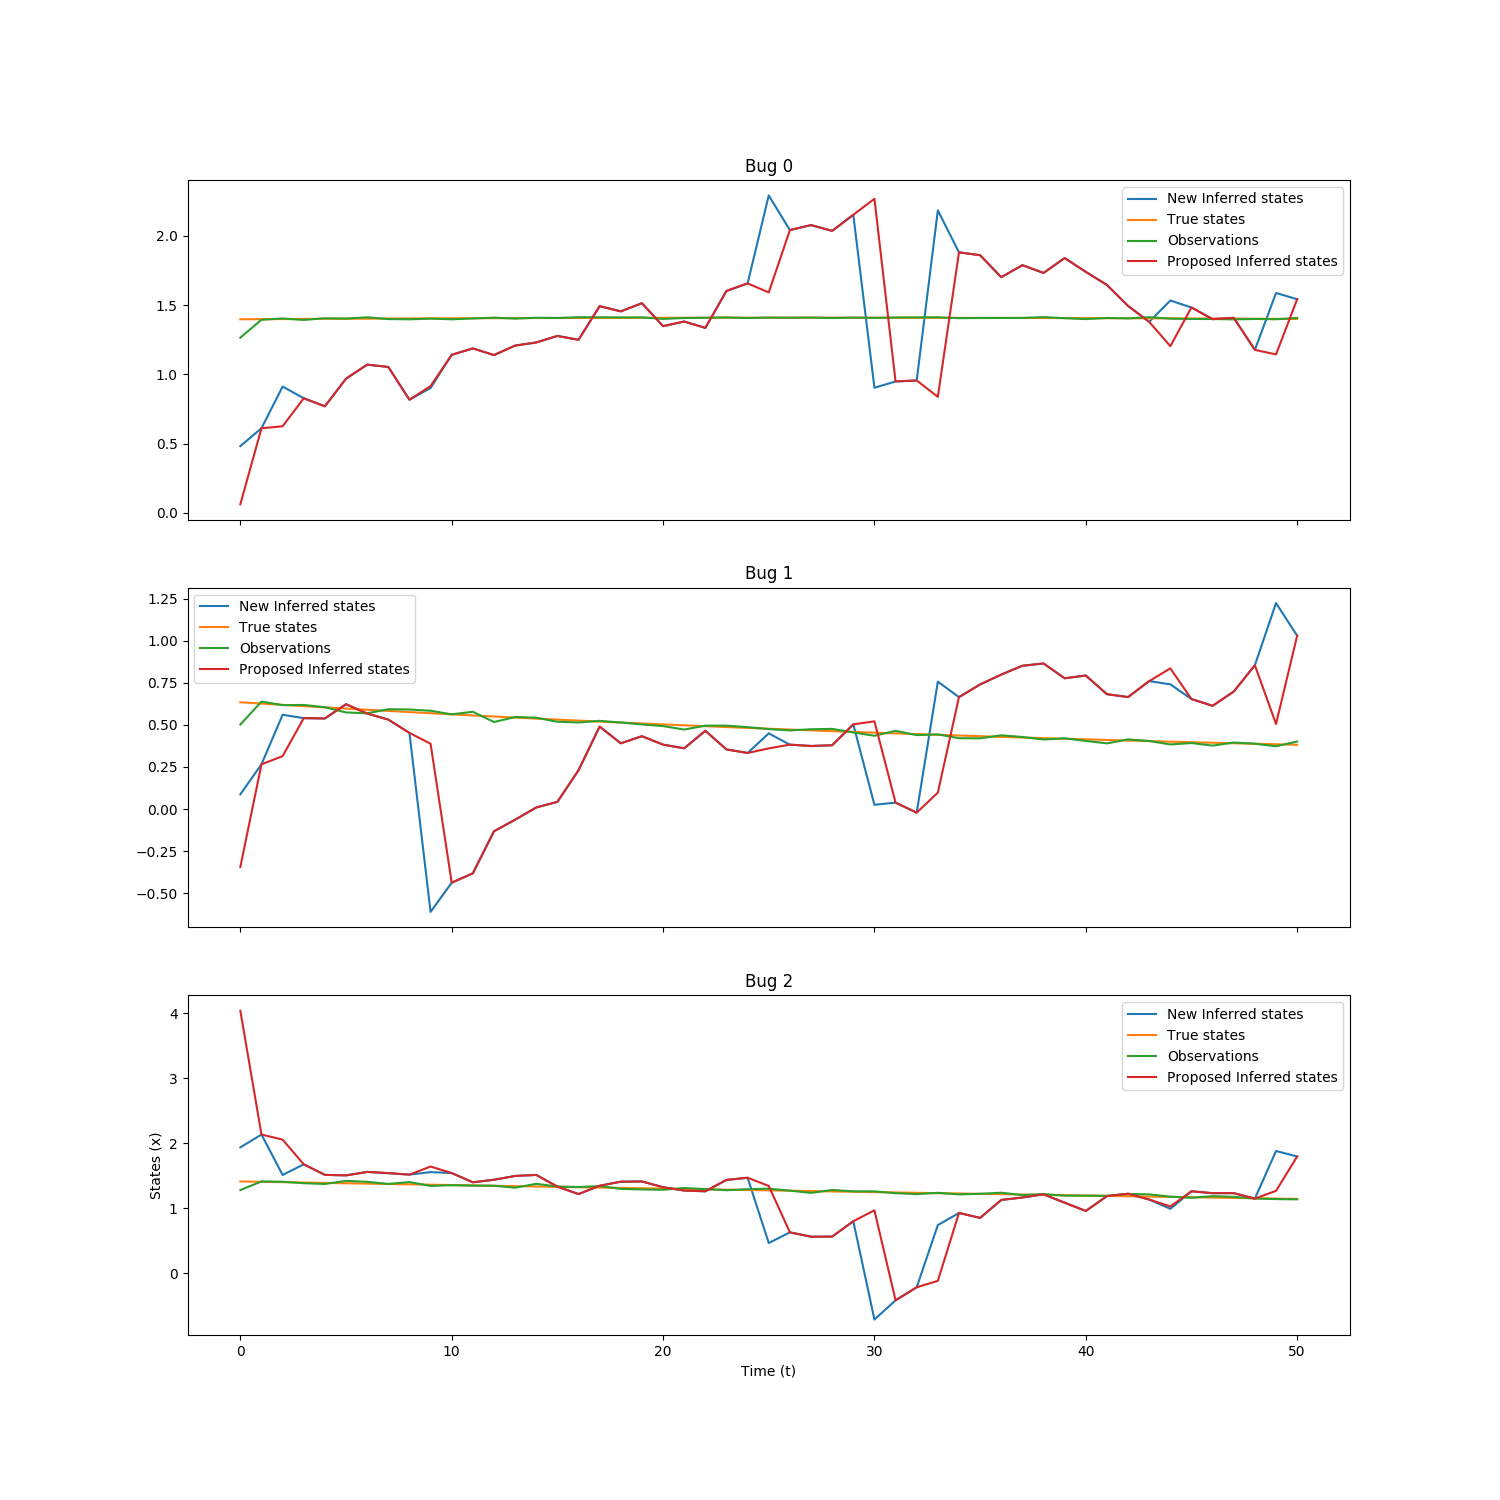 Bug 0
New Inferred states
True states
Observations
Proposed Inferred states
2.0
1.5
1.0
0.5
0.0
Bug 1
New Inferred states
True states
Observations
Proposed Inferred states
1.25
1.00
0.75
0.50
0.25
0.00
−0.25
−0.50
Bug 2
New Inferred states
True states
Observations
Proposed Inferred states
4
3
2
1
0
States (x)
0 10 20 30 40 50
Time (t)